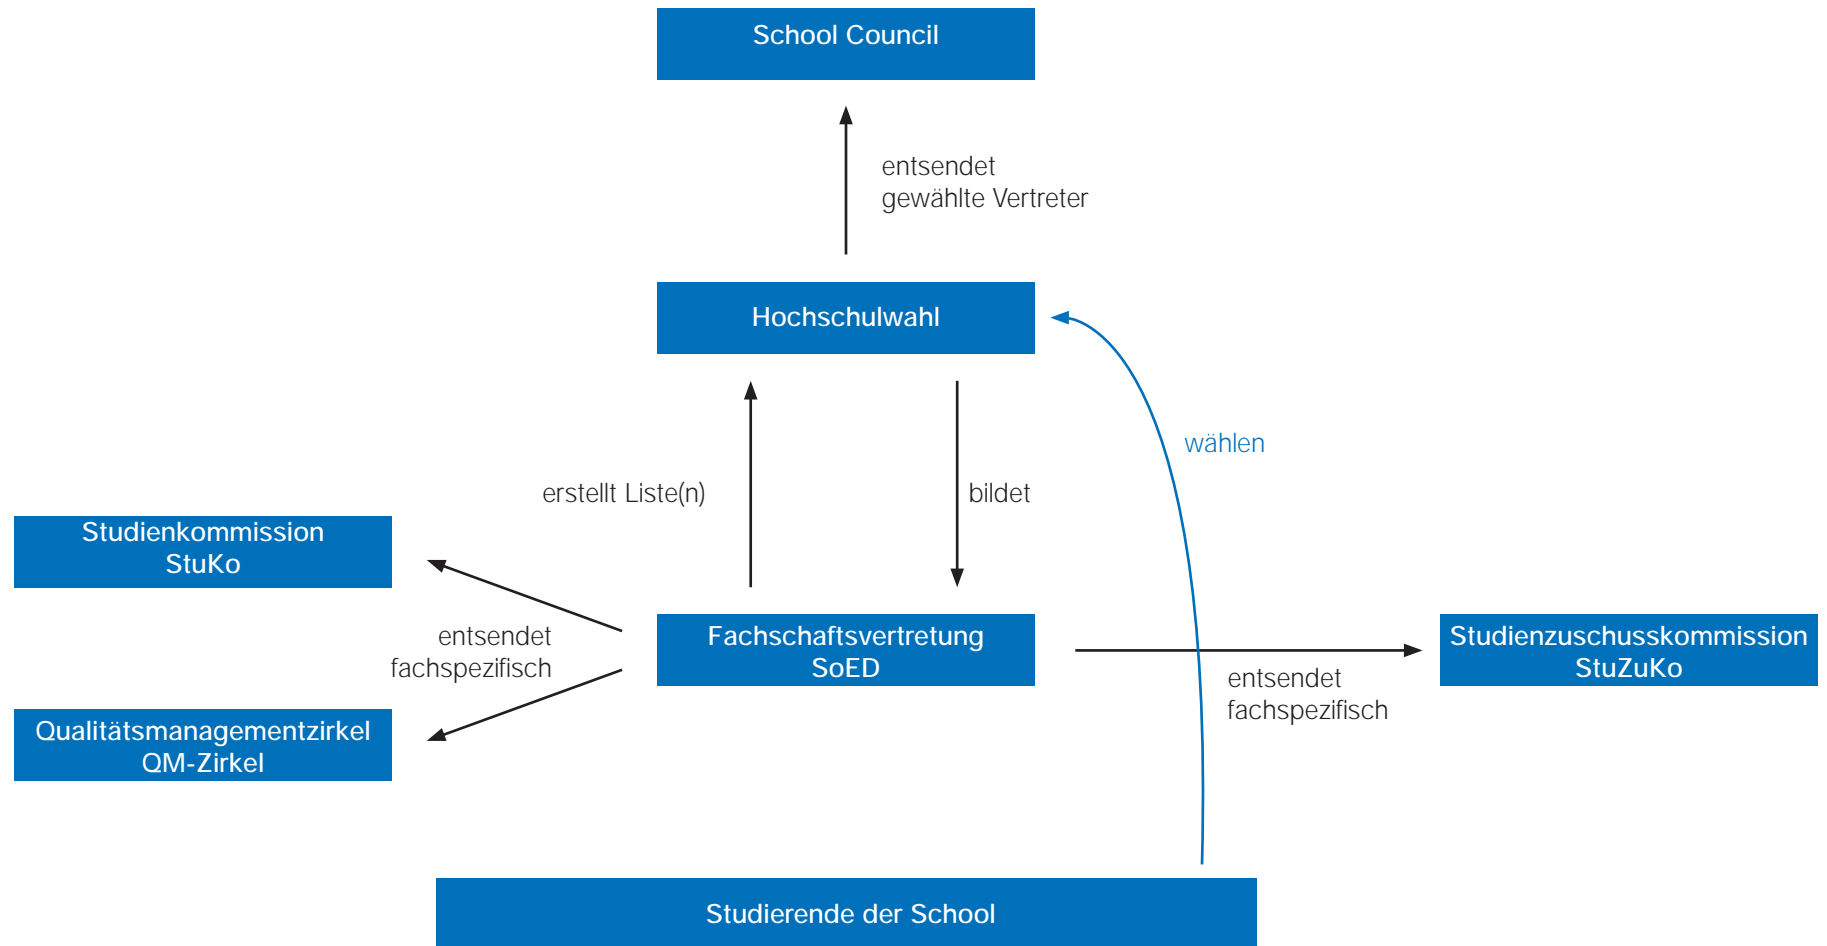 School Council
entsendet
gewählte Vertreter
Hochschulwahl
wählen
erstellt Liste(n)
bildet
Studienkommission
StuKo
entsendet
fachspezifisch
Fachschaftsvertretung
SoED
Studienzuschusskommission
StuZuKo
entsendet
fachspezifisch
Qualitätsmanagementzirkel
QM-Zirkel
Studierende der School